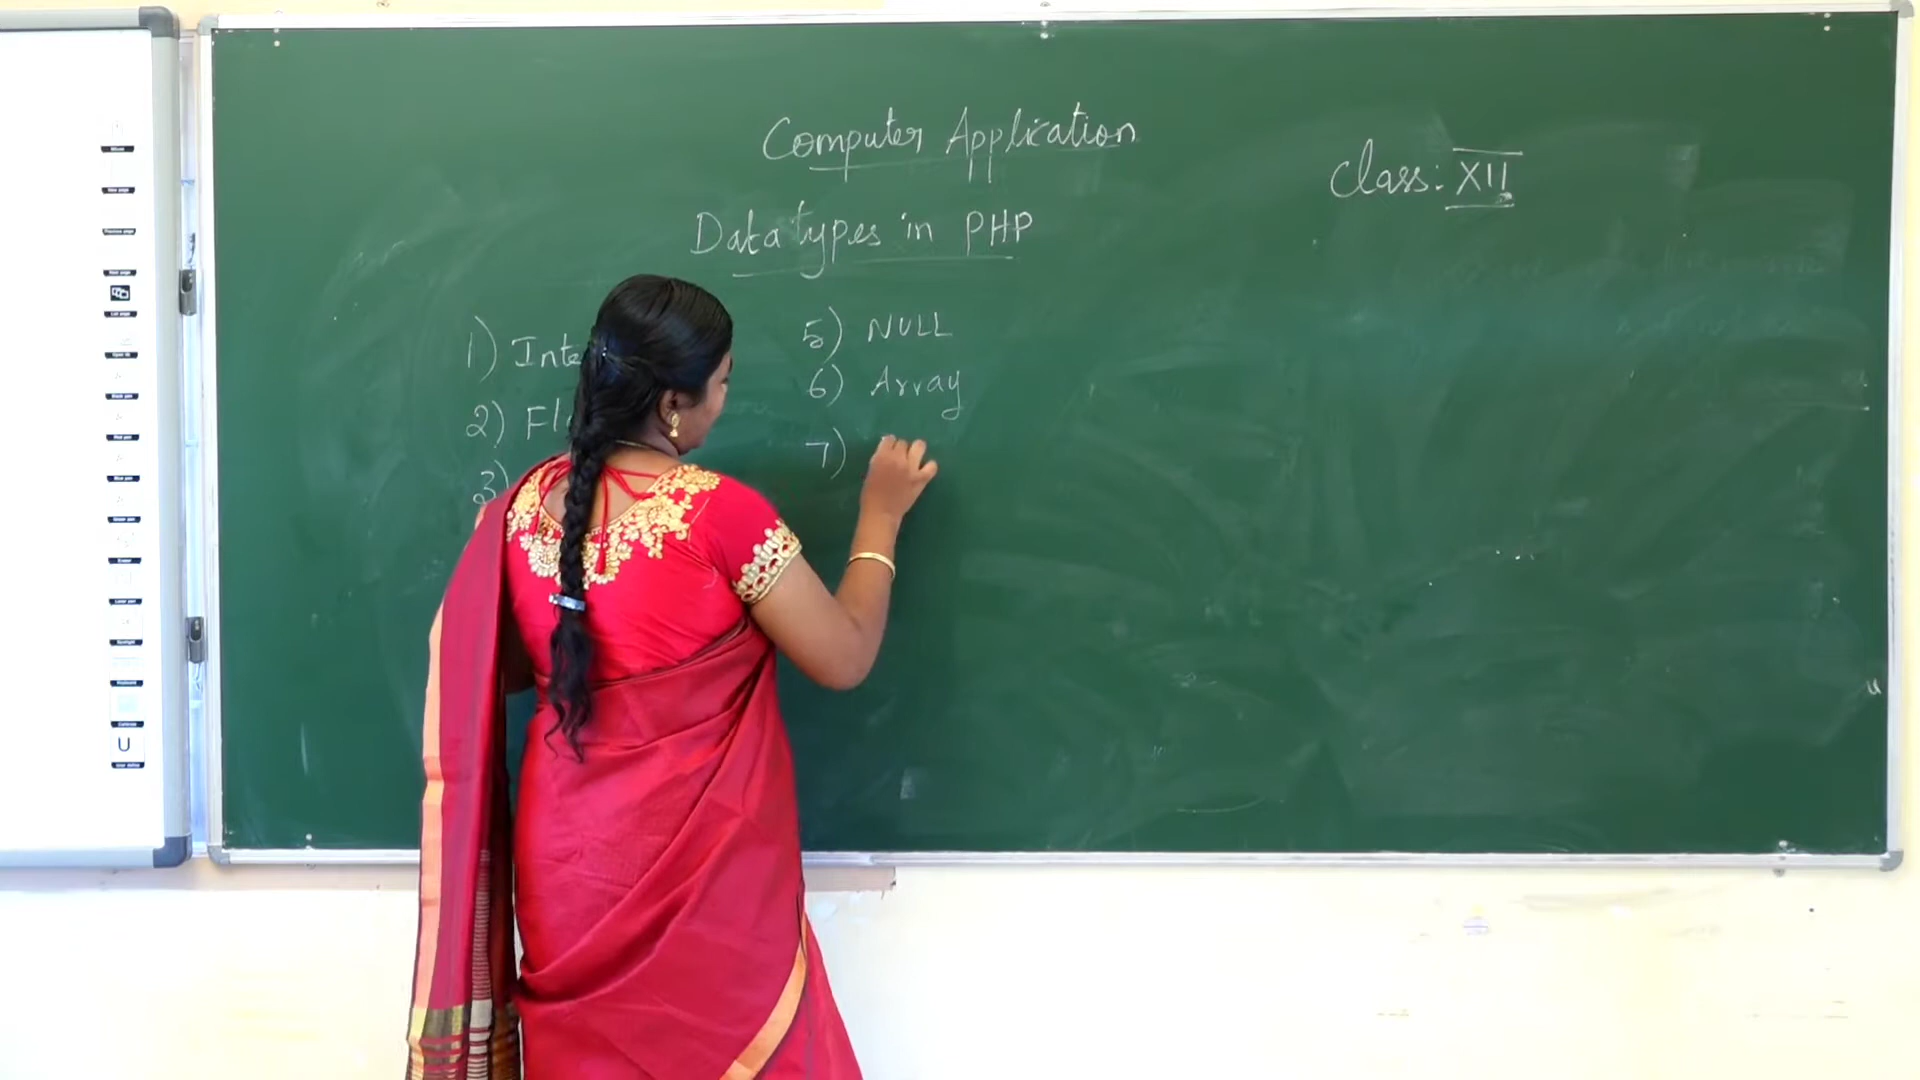 Computer Application
Class: XII
Data types in PHP
1) Inte
2) Fl
3)
5) NULL
6) Array
7)
U